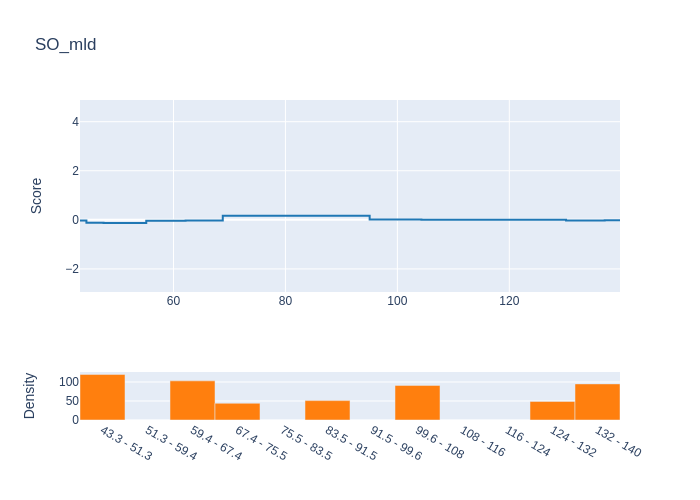 SO_mld
Score
4
2
0
−2
60
80
100
120
Density
100
50
0
43.3 - 51.3
51.3 - 59.4
59.4 - 67.4
67.4 - 75.5
75.5 - 83.5
83.5 - 91.5
91.5 - 99.6
99.6 - 108
108 - 116
116 - 124
124 - 132
132 - 140